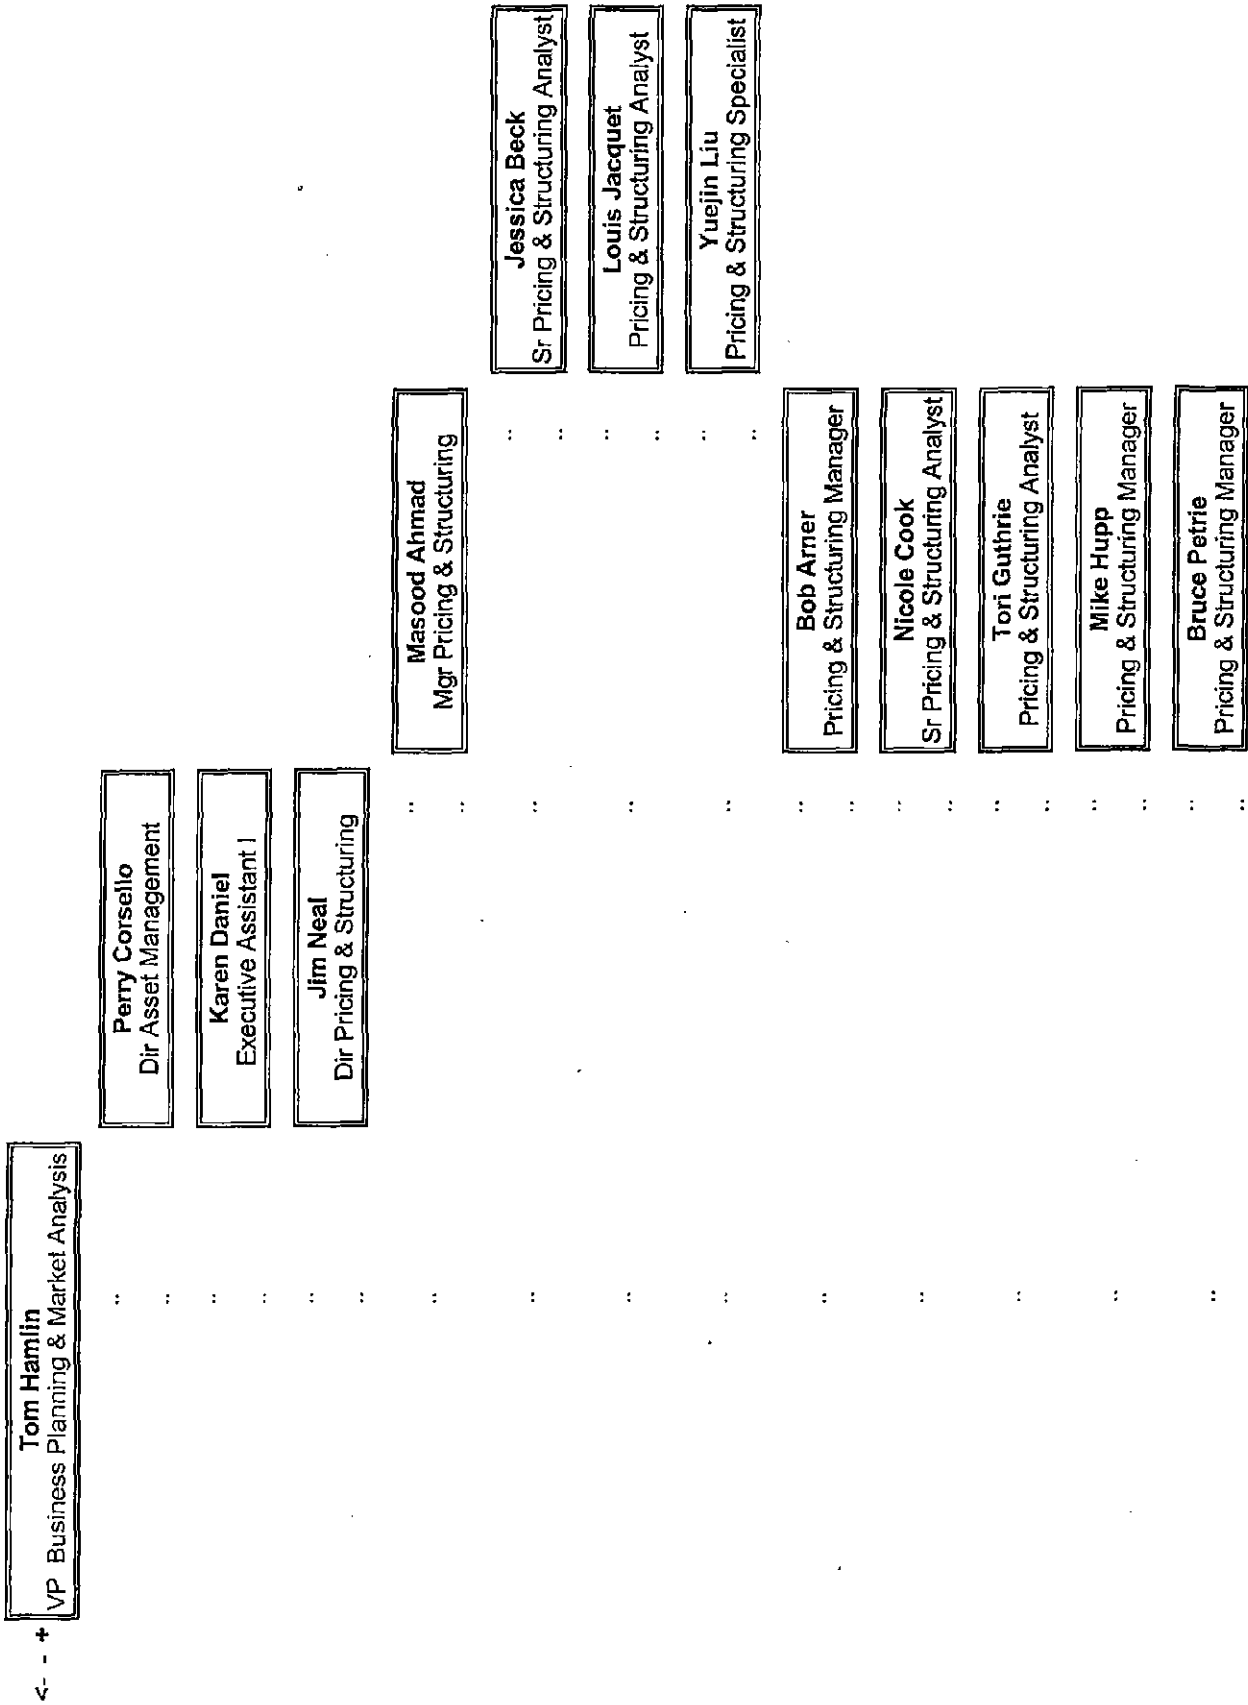 <- - +
Tom Hamlin
VP Business Planning & Market Analysis
Perry Corsello
Dir Asset Management
Karen Daniel
Executive Assistant I
Jim Neal
Dir Pricing & Structuring
Masood Ahmad
Mgr Pricing & Structuring
Jessica Beck
Sr Pricing & Structuring Analyst
Louis Jacquet
Pricing & Structuring Analyst
Yuejin Liu
Pricing & Structuring Specialist
Bob Arner
Pricing & Structuring Manager
Nicole Cook
Sr Pricing & Structuring Analyst
Tori Guthrie
Pricing & Structuring Analyst
Mike Hupp
Pricing & Structuring Manager
Bruce Petrie
Pricing & Structuring Manager